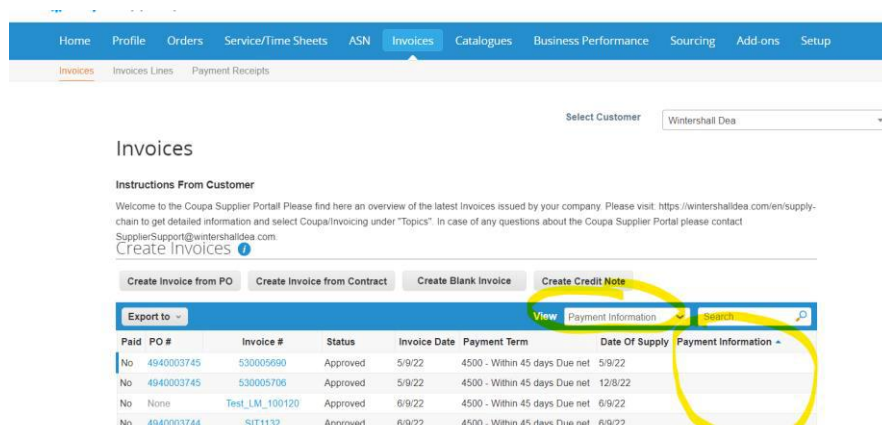 Home Profile Orders Service/Time Sheets ASN Invoices Catalogues Business Performance Sourcing Add-ons Setup
Invoices Invoices Lines Payment Receipts
Select Customer Wintershall Dea
Invoices
Instructions From Customer
Welcome to the Coupa Supplier Portal! Please find here an overview of the latest Invoices issued by your company. Please visit: https://wintershalldea.com/en/supply-
chain to get detailed information and select Coupa/Invoicing under "Topics". In case of any questions about the Coupa Supplier Portal please contact
SupplierSupport@wintershalldea.com.
Create Invoices
Create Invoice from PO Create Invoice from Contract Create Blank Invoice Create Credit Note
Export to View Payment Information Search
Paid PO # Invoice # Status Invoice Date Payment Term Date Of Supply Payment Information
No 4940003745 530005690 Approved 5/9/22 4500 - Within 45 days Due net 5/9/22
No 4940003745 530005706 Approved 5/9/22 4500 - Within 45 days Due net 12/8/22
No None Test_LM_100120 Approved 6/9/22 4500 - Within 45 days Due net 6/9/22
No 4940003744 SIT1132 Approved 6/9/22 4500 - Within 45 days Due net 6/9/22